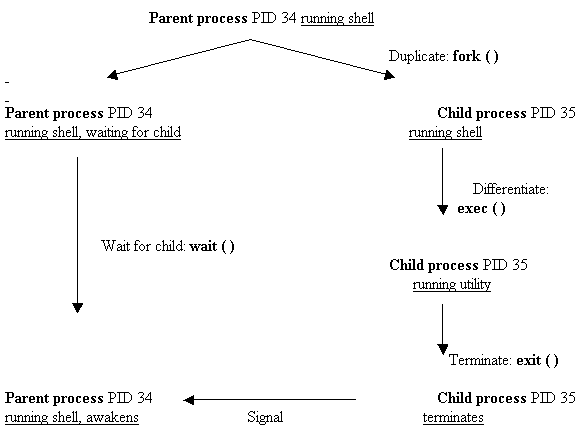 Parent process PID 34 running shell
Duplicate: fork ( )
-
-
Parent process PID 34
running shell, waiting for child
Child process PID 35
running shell
Differentiate:
exec ( )
Wait for child: wait ( )
Child process PID 35
running utility
Terminate: exit ( )
Parent process PID 34
running shell, awakens
Signal
Child process PID 35
terminates